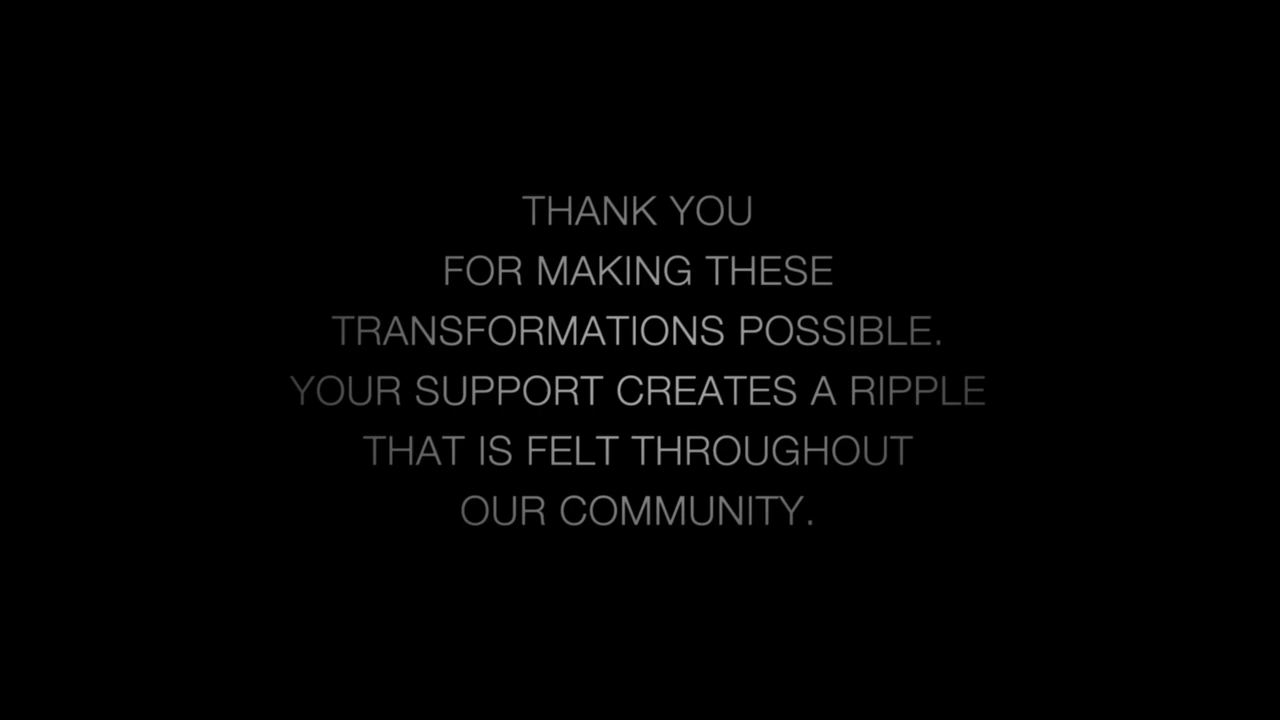 THANK YOU
FOR MAKING THESE
TRANSFORMATIONS POSSIBLE.
YOUR SUPPORT CREATES A RIPPLE
THAT IS FELT THROUGHOUT
OUR COMMUNITY.